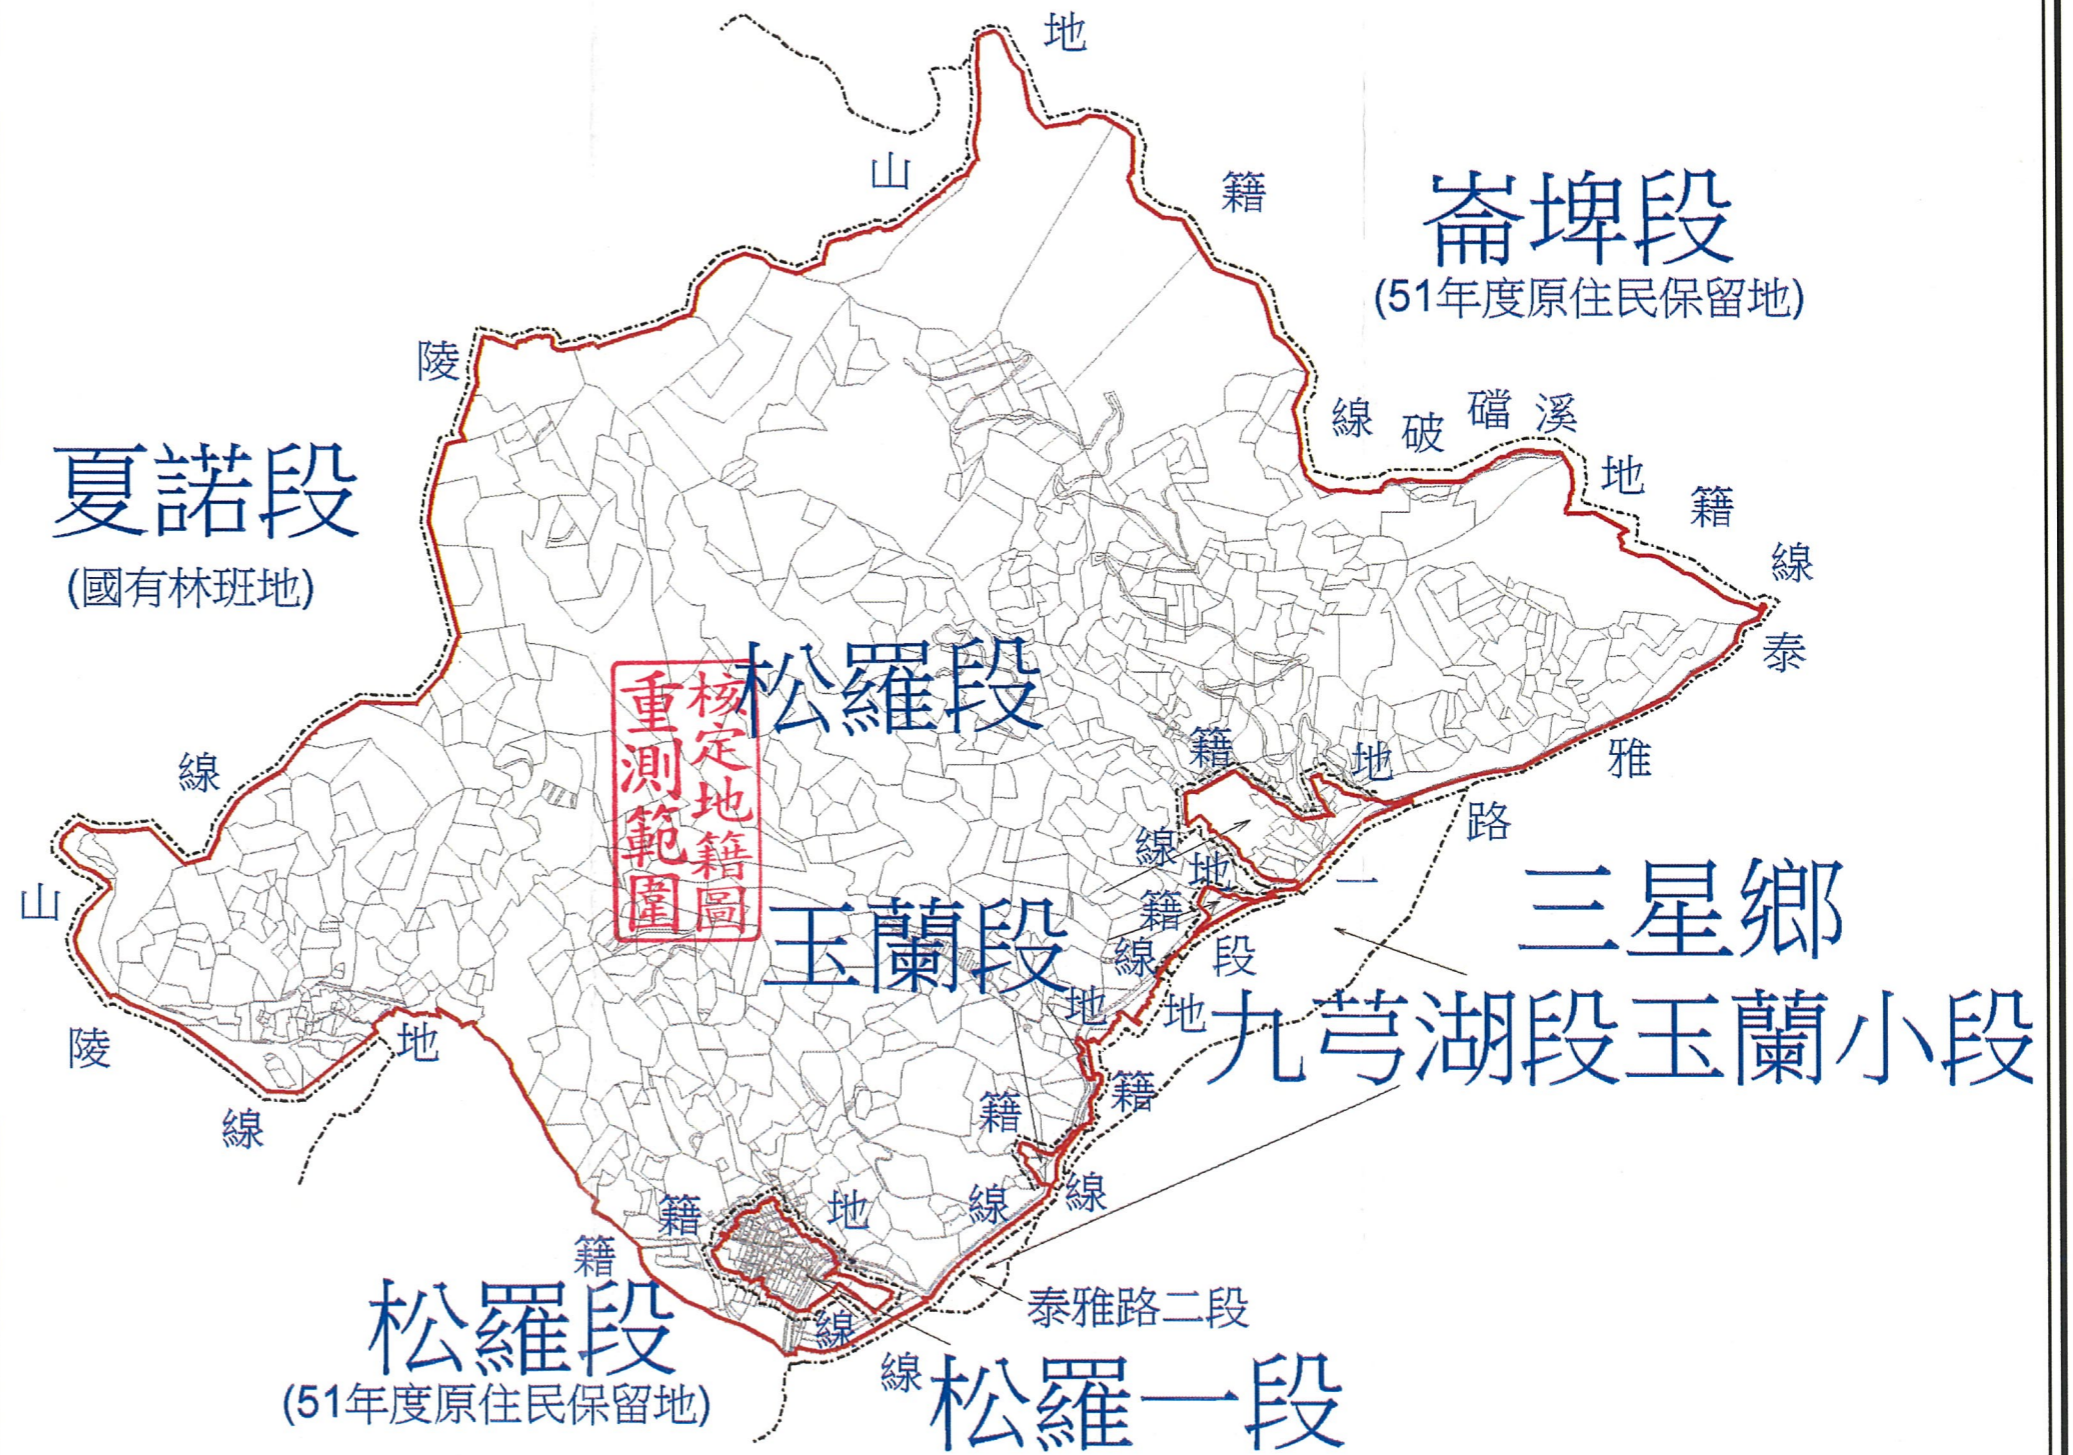 地
山
籍
崙埤段
(51年度原住民保留地)
陵
線破礑溪
地籍線
夏諾段
(國有林班地)
泰雅路一段
松羅段
核定地籍圖
重測範圍
線
籍地
線地
籍
線
玉蘭段
三星鄉
九芎湖段玉蘭小段
山
陵
線
地
地
地
籍
籍
線
線
籍
地
籍
線
線
泰雅路二段
松羅段
(51年度原住民保留地)
松羅一段